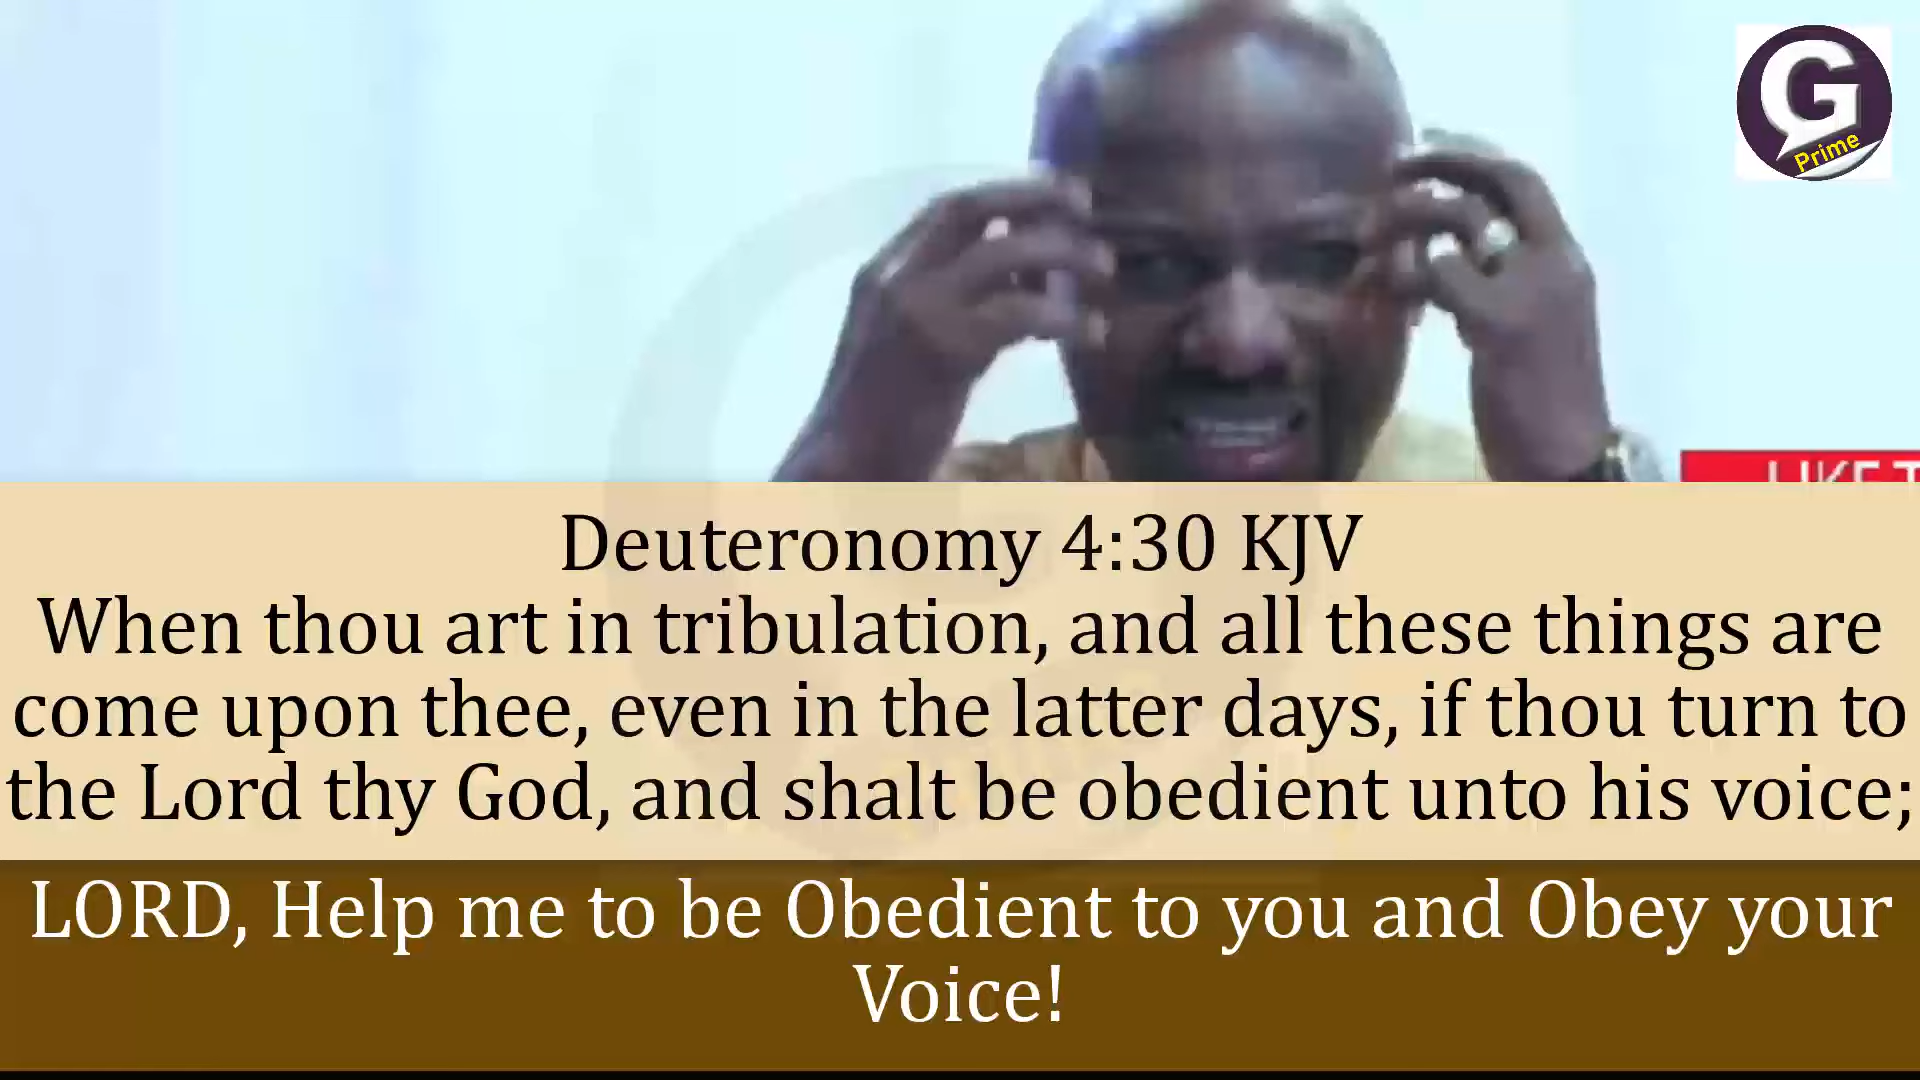 G
Prime
LIKE T
Deuteronomy 4:30 KJV
When thou art in tribulation, and all these things are
come upon thee, even in the latter days, if thou turn to
the Lord thy God, and shalt be obedient unto his voice;
LORD, Help me to be Obedient to you and Obey your
Voice!